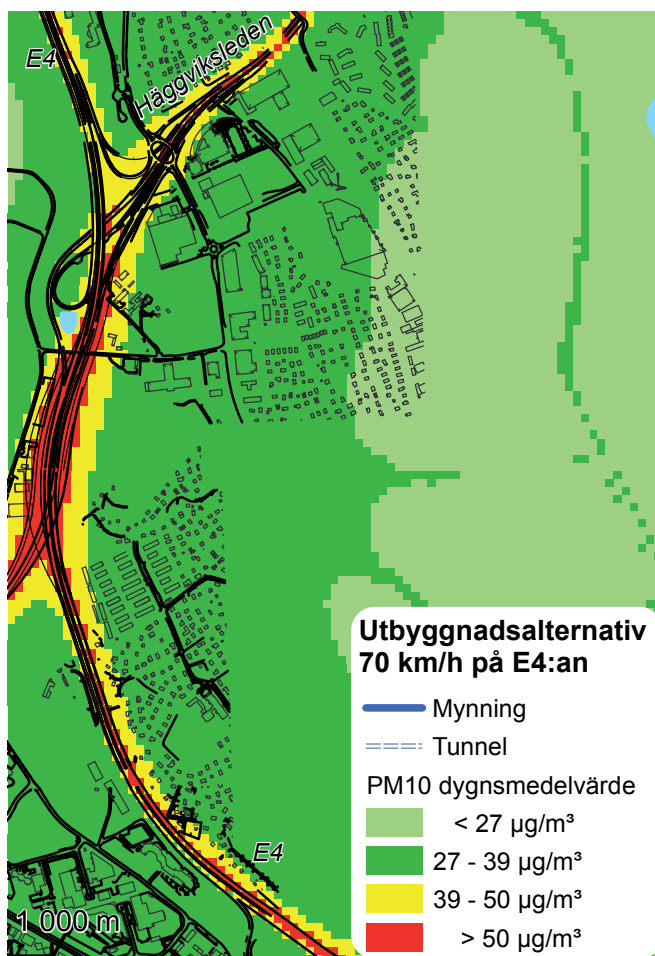 E4
Häggviksleden
Utbyggnadsalternativ
70 km/h på E4:an
Mynning
Tunnel
PM10 dygnsmedelvärde
< 27 µg/m³
27 - 39 µg/m³
39 - 50 µg/m³
> 50 µg/m³
E4
1 000 m